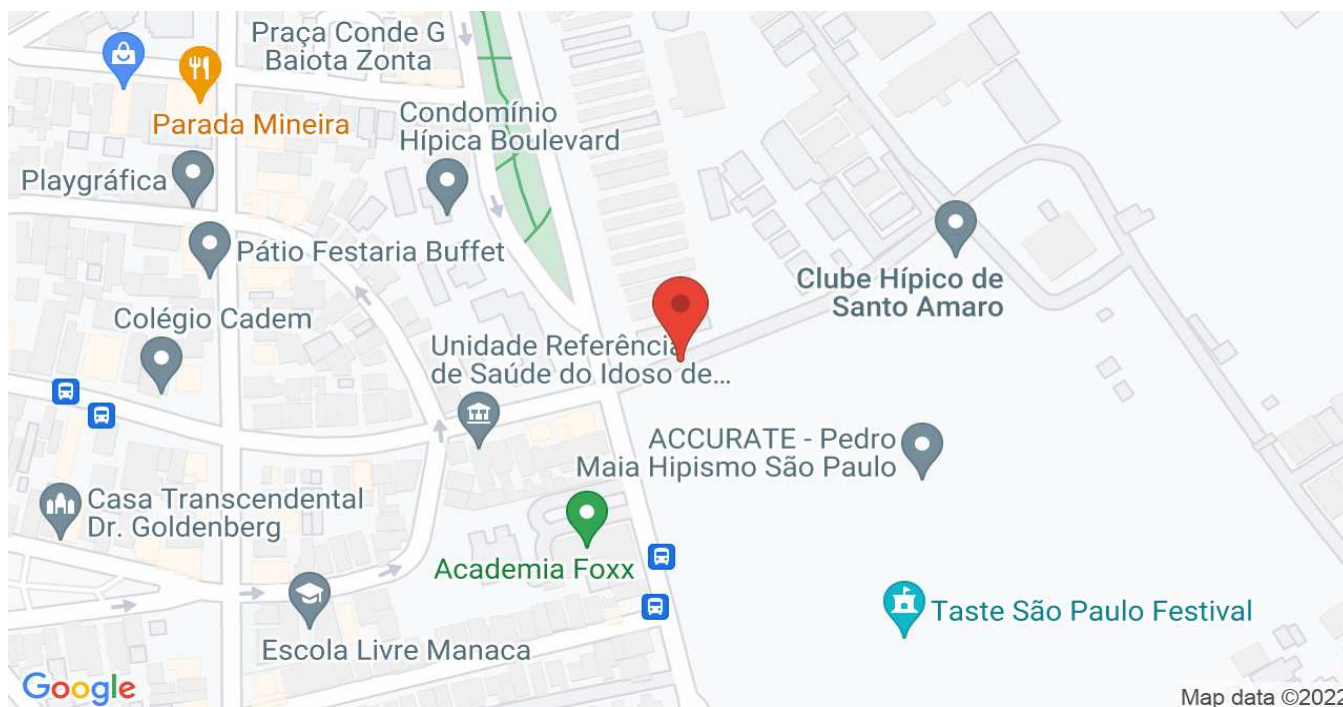 Praça Conde G
Baiota Zonta
Parada Mineira
Condomínio
Hípica Boulevard
Playgráfica
Pátio Festaria Buffet
Clube Hípico de
Santo Amaro
Colégio Cadem
Unidade Referência
de Saúde do Idoso de...
ACCURATE - Pedro
Maia Hipismo São Paulo
Casa Transcendental
Dr. Goldenberg
Academia Foxx
Taste São Paulo Festival
Escola Livre Manaca
Google
Map data ©2022